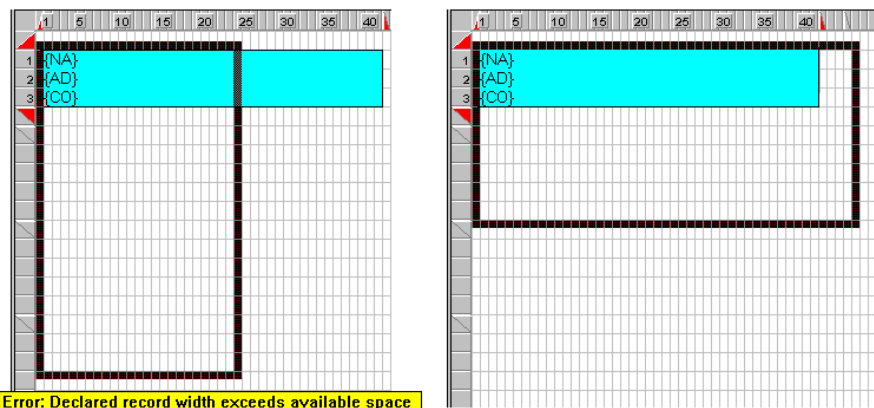 1 5 10 15 20 25 30 35 40
1 {NA}
2 {AD}
3 {CO}
Error: Declared record width exceeds available space
1 5 10 15 20 25 30 35 40
1 {NA}
2 {AD}
3 {CO}